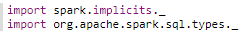 import spark.implicits._
import org.apache.spark.sql.types._